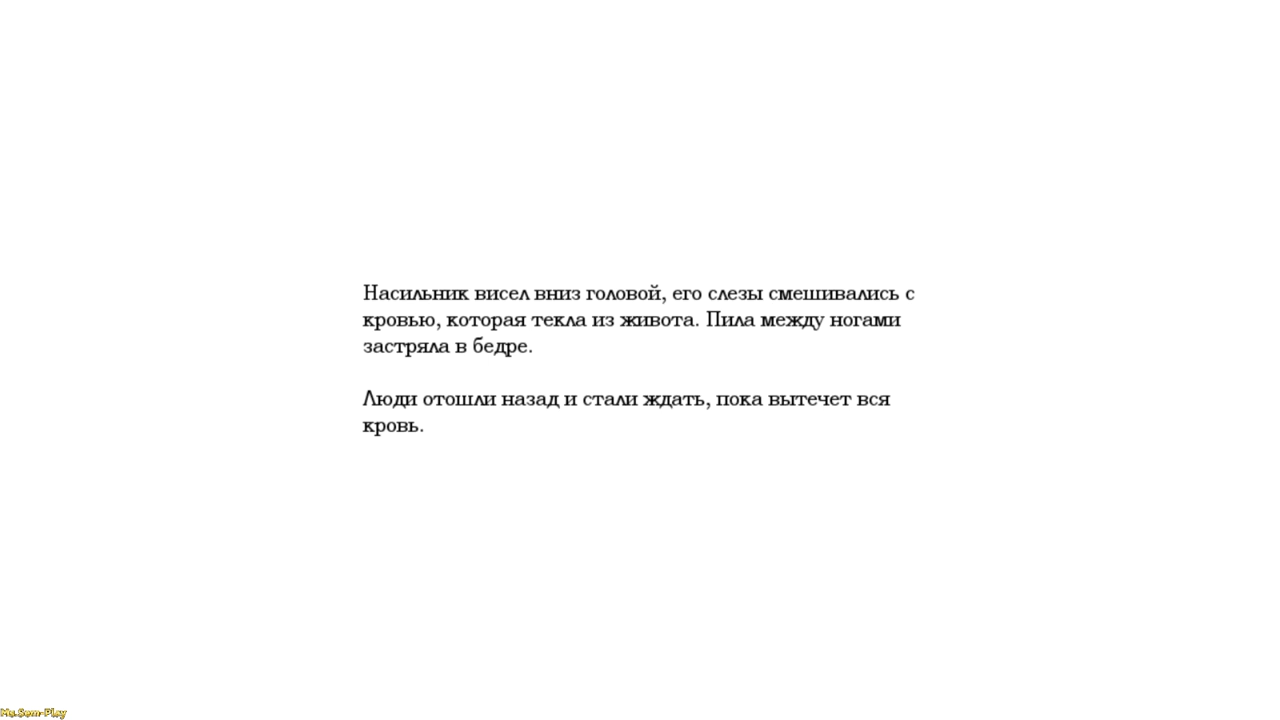 Насильник висел вниз головой, его слезы смешивались с
кровью, которая текла из живота. Пила между ногами
застряла в бедре.
Люди отошли назад и стали ждать, пока вытечет вся
кровь.
Ms.Sem-Play